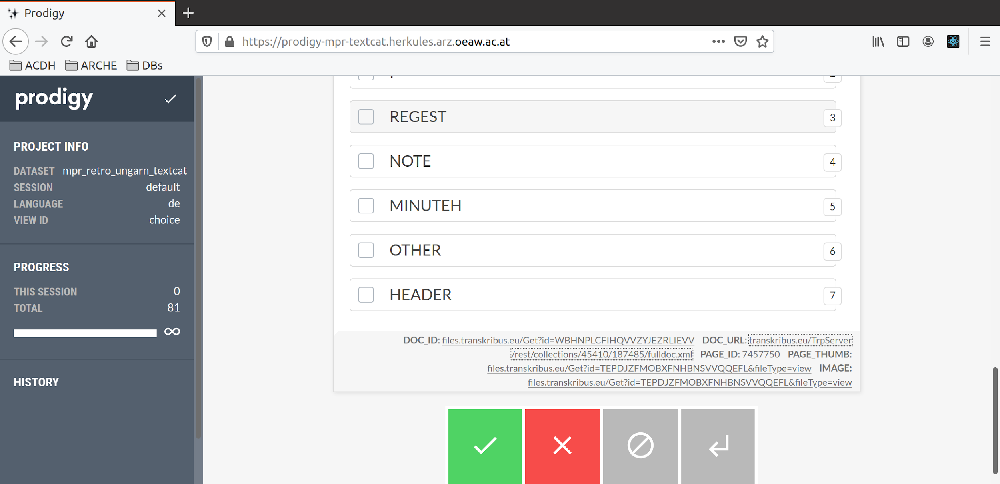 Prodigy
https://prodigy-mpr-textcat.herkules.arz.oeaw.ac.at
ACDH ARCHE DBs
prodigy
PROJECT INFO
DATASET mpr_retro_ungarn_textcat
SESSION default
LANGUAGE de
VIEW ID choice
PROGRESS
THIS SESSION 0
TOTAL 81
HISTORY
REGEST 3
NOTE 4
MINUTEH 5
OTHER 6
HEADER 7
DOC_ID: files.transkribus.eu/Get?id=WBHNPLCFIHQVVZYJEZRLIEVV DOC_URL: transkribus.eu/TrpServer
/rest/collections/45410/187485/fulldoc.xml PAGE_ID: 7457750 PAGE_THUMB:
files.transkribus.eu/Get?id=TEPDJZFMOBXFNHBNSVVQQEFL&fileType=view IMAGE:
files.transkribus.eu/Get?id=TEPDJZFMOBXFNHBNSVVQQEFL&fileType=view